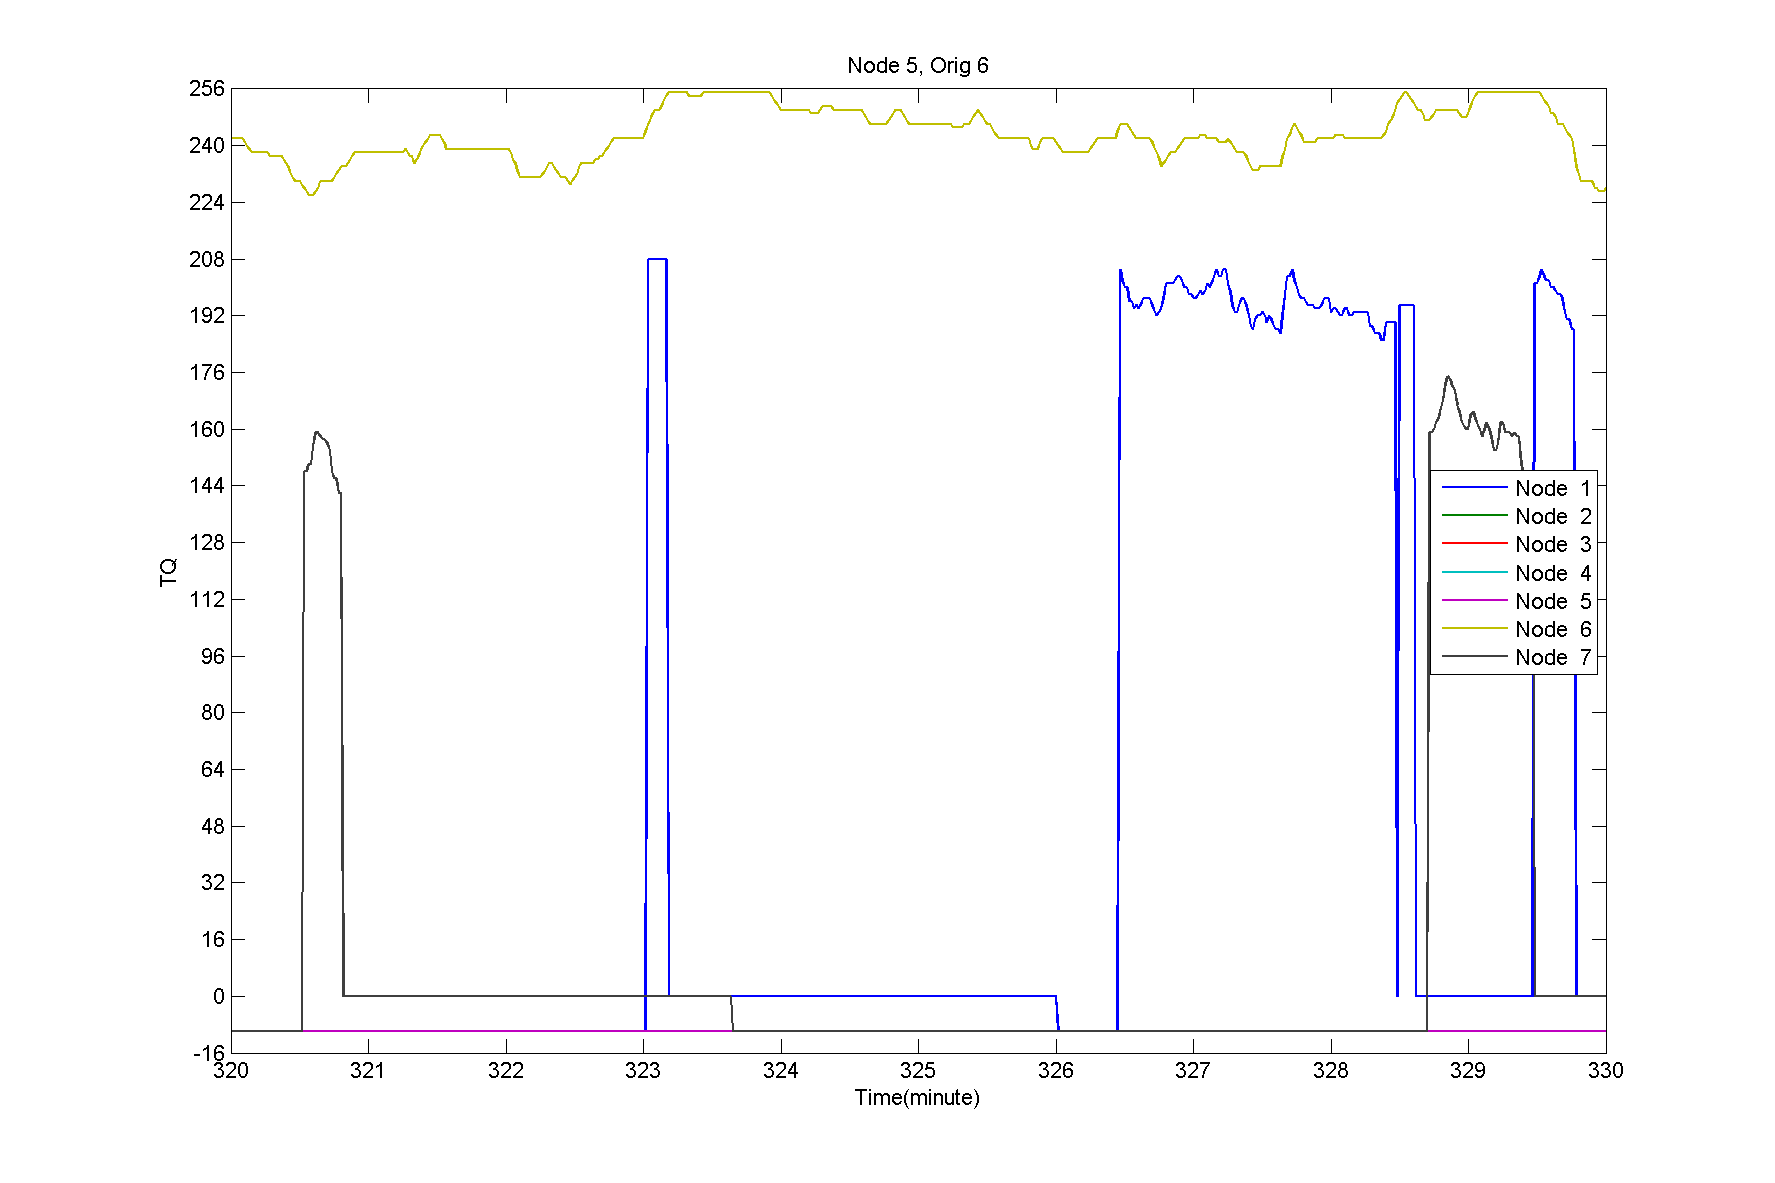 Node 5, Orig 6
256
240
224
208
192
176
160
144
128
112
96
80
64
48
32
16
0
-16
TQ
Node 1
Node 2
Node 3
Node 4
Node 5
Node 6
Node 7
320 321 322 323 324 325 326 327 328 329 330
Time(minute)